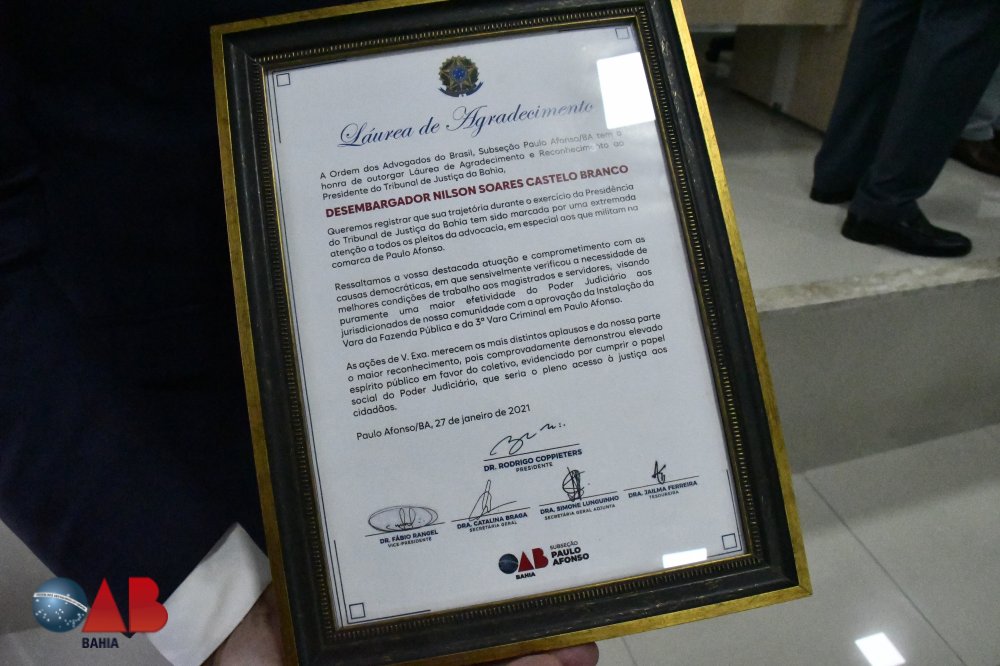 Láurea de Agradecimento
A Ordem dos Advogados do Brasil, Subseção Paulo Afonso/BA tem a
honra de outorgar Láurea de Agradecimento e Reconhecimento ao
Presidente do Tribunal de Justiça da Bahia,
DESEMBARGADOR NILSON SOARES CASTELO BRANCO
Queremos registrar que sua trajetória durante o exercício da Presidência
do Tribunal de Justiça da Bahia tem sido marcada por uma extremada
atenção a todos os pleitos da advocacia, em especial aos que militam na
comarca de Paulo Afonso.
Ressaltamos a vossa destacada atuação e comprometimento com as
causas democráticas, em que sensivelmente verificou a necessidade de
melhores condições de trabalho aos magistrados e servidores, visando
puramente uma maior efetividade do Poder Judiciário aos
jurisdicionados de nossa comunidade com a aprovação da Instalação da
Vara da Fazenda Pública e da 3ª Vara Criminal em Paulo Afonso.
As ações de V. Exa. merecem os mais distintos aplausos e da nossa parte
o maior reconhecimento, pois comprovadamente demonstrou elevado
espírito público em favor do coletivo, evidenciado por cumprir o papel
social do Poder Judiciário, que seria o pleno acesso à justiça aos
cidadãos.
Paulo Afonso/BA, 27 de janeiro de 2021
DR. RODRIGO COPPIETERS
PRESIDENTE
DR. FÁBIO RANGEL
VICE-PRESIDENTE
DRA. CATALINA BRAGA
SECRETÁRIA GERAL
DRA. SIMONE LUNGUINHO
SECRETÁRIA GERAL ADJUNTA
DRA. JAILMA FERREIRA
TESOUREIRA
OAB
BAHIA
SUBSEÇÃO
PAULO
AFONSO
OAB
BAHIA